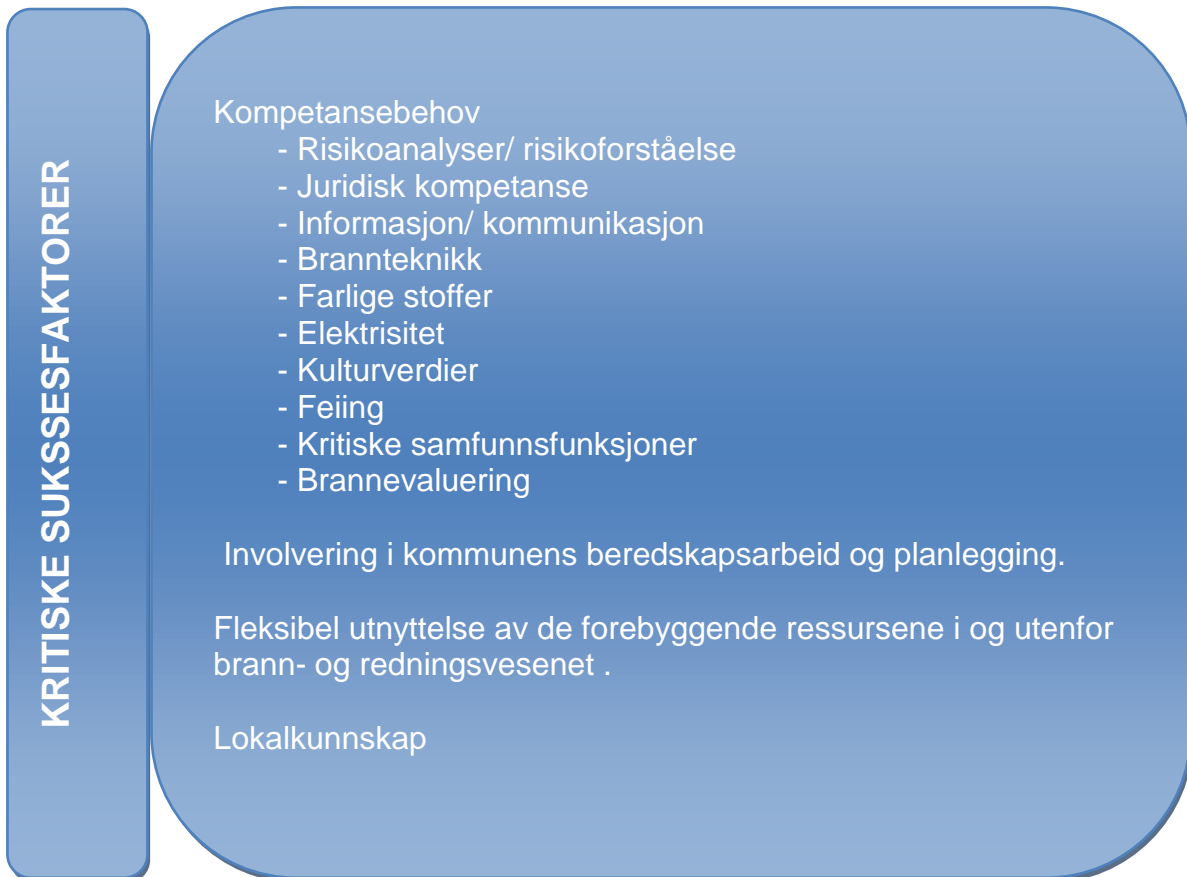 KRITISKE SUKSSESFAKTORER
Kompetansebehov
- Risikoanalyser/ risikoforståelse
- Juridisk kompetanse
- Informasjon/ kommunikasjon
- Brannteknikk
- Farlige stoffer
- Elektrisitet
- Kulturverdier
- Feiing
- Kritiske samfunnsfunksjoner
- Brannevaluering
Involvering i kommunens beredskapsarbeid og planlegging.
Fleksibel utnyttelse av de forebyggende ressursene i og utenfor
brann- og redningsvesenet .
Lokalkunnskap